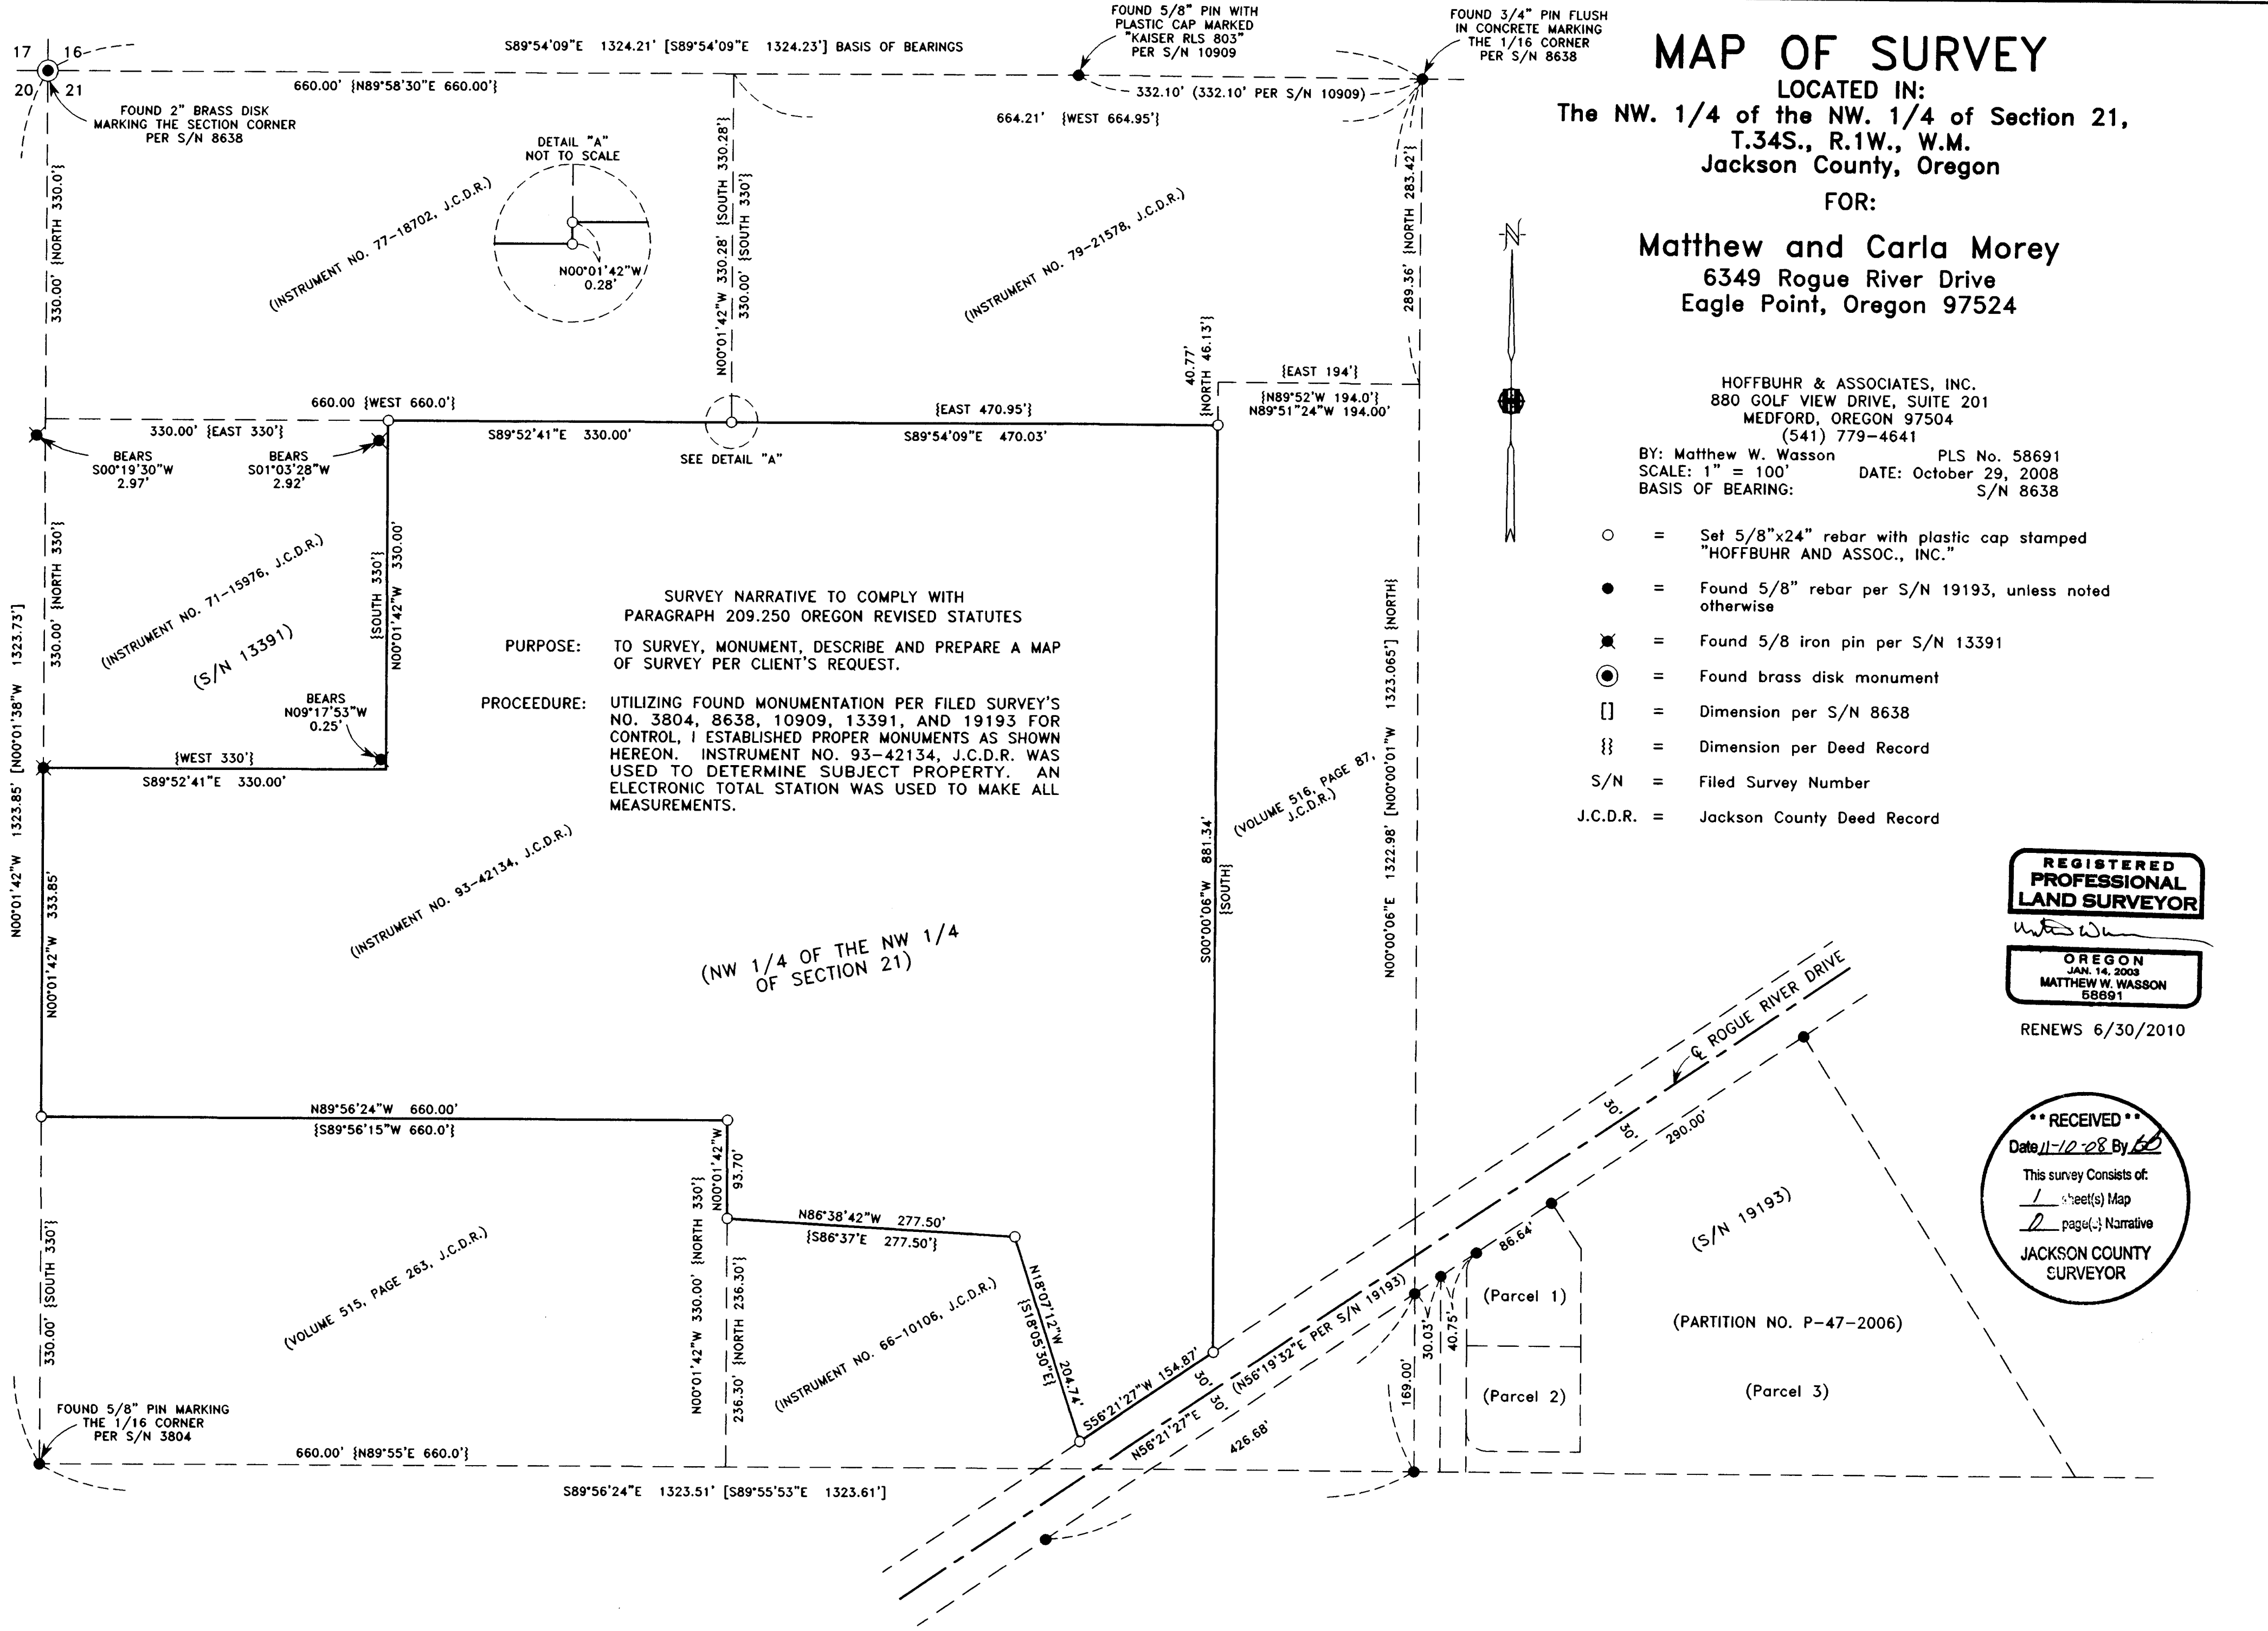 MAP OF SURVEY
LOCATED IN:
The NW. 1/4 of the NW. 1/4 of Section 21,
T.34S., R.1W., W.M.
Jackson County, Oregon
FOR:
Matthew and Carla Morey
6349 Rogue River Drive
Eagle Point, Oregon 97524
HOFFBUHR & ASSOCIATES, INC.
880 GOLF VIEW DRIVE, SUITE 201
MEDFORD, OREGON 97504
(541) 779-4641
BY: Matthew W. Wasson PLS No. 58691
SCALE: 1" = 100' DATE: October 29, 2008
BASIS OF BEARING: S/N 8638
= Set 5/8"x24" rebar with plastic cap stamped
"HOFFBUHR AND ASSOC., INC."
= Found 5/8" rebar per S/N 19193, unless noted
otherwise
= Found 5/8 iron pin per S/N 13391
= Found brass disk monument
[] = Dimension per S/N 8638
{} = Dimension per Deed Record
S/N = Filed Survey Number
J.C.D.R. = Jackson County Deed Record
REGISTERED
PROFESSIONAL
LAND SURVEYOR
OREGON
JAN. 14, 2003
MATTHEW W. WASSON
58691
RENEWS 6/30/2010
** RECEIVED **
Date 11-10-08 By
This survey Consists of:
1 sheet(s) Map
0 page(s) Narrative
JACKSON COUNTY
SURVEYOR
N
17 16
20 21
FOUND 2" BRASS DISK
MARKING THE SECTION CORNER
PER S/N 8638
S89°54'09"E 1324.21' [S89°54'09"E 1324.23'] BASIS OF BEARINGS
660.00' {N89°58'30"E 660.00'}
FOUND 5/8" PIN WITH
PLASTIC CAP MARKED
"KAISER RLS 803"
PER S/N 10909
FOUND 3/4" PIN FLUSH
IN CONCRETE MARKING
THE 1/16 CORNER
PER S/N 8638
332.10' (332.10' PER S/N 10909)
664.21' {WEST 664.95'}
DETAIL "A"
NOT TO SCALE
N00°01'42"W
0.28'
330.00' {NORTH 330.0'}
(INSTRUMENT NO. 77-18702, J.C.D.R.)
N00°01'42"W 330.28' {SOUTH 330.28'}
330.00' {SOUTH 330'}
(INSTRUMENT NO. 79-21578, J.C.D.R.)
289.36' {NORTH 283.42'}
40.77'
{NORTH 46.13'}
{EAST 194'}
{N89°52'W 194.0'}
N89°51"24"W 194.00'
660.00 {WEST 660.0'}
330.00' {EAST 330'}
S89°52'41"E 330.00'
{EAST 470.95'}
S89°54'09"E 470.03'
SEE DETAIL "A"
BEARS
S00°19'30"W
2.97'
BEARS
S01°03'28"W
2.92'
330.00' {NORTH 330'}
(INSTRUMENT NO. 71-15976, J.C.D.R.)
(S/N 13391)
{SOUTH 330'}
N00°01'42"W 330.00'
BEARS
N09°17'53"W
0.25'
{WEST 330'}
S89°52'41"E 330.00'
N00°01'42"W 1323.85' [N00°01'38"W 1323.73']
SURVEY NARRATIVE TO COMPLY WITH
PARAGRAPH 209.250 OREGON REVISED STATUTES
PURPOSE: TO SURVEY, MONUMENT, DESCRIBE AND PREPARE A MAP
OF SURVEY PER CLIENT'S REQUEST.
PROCEEDURE: UTILIZING FOUND MONUMENTATION PER FILED SURVEY'S
NO. 3804, 8638, 10909, 13391, AND 19193 FOR
CONTROL, I ESTABLISHED PROPER MONUMENTS AS SHOWN
HEREON. INSTRUMENT NO. 93-42134, J.C.D.R. WAS
USED TO DETERMINE SUBJECT PROPERTY. AN
ELECTRONIC TOTAL STATION WAS USED TO MAKE ALL
MEASUREMENTS.
(INSTRUMENT NO. 93-42134, J.C.D.R.)
(NW 1/4 OF THE NW 1/4
OF SECTION 21)
N00°01'42"W 333.85'
S00°00'06"W 881.34'
{SOUTH}
(VOLUME 516, PAGE 87,
J.C.D.R.)
N00°00'06"E 1322.98' [N00°00'01"W 1323.065'] {NORTH}
N89°56'24"W 660.00'
{S89°56'15"W 660.0'}
N00°01'42"W
93.70'
N86°38'42"W 277.50'
{S86°37'E 277.50'}
N18°07'12"W 204.74'
{S18°05'30"E}
330.00' {SOUTH 330'}
(VOLUME 515, PAGE 263, J.C.D.R.)
N00°01'42"W 330.00' {NORTH 330'}
236.30' {NORTH 236.30'}
(INSTRUMENT NO. 66-10106, J.C.D.R.)
S56°21'27"W 154.87'
30'
30'
N56°21'27"E (N56°19'32"E PER S/N 19193)
426.68'
℄ ROGUE RIVER DRIVE
30'
30'
290.00'
86.64'
30.03'
40.75'
169.00'
(Parcel 1)
(Parcel 2)
(S/N 19193)
(PARTITION NO. P-47-2006)
(Parcel 3)
FOUND 5/8" PIN MARKING
THE 1/16 CORNER
PER S/N 3804
660.00' {N89°55'E 660.0'}
S89°56'24"E 1323.51' [S89°55'53"E 1323.61']